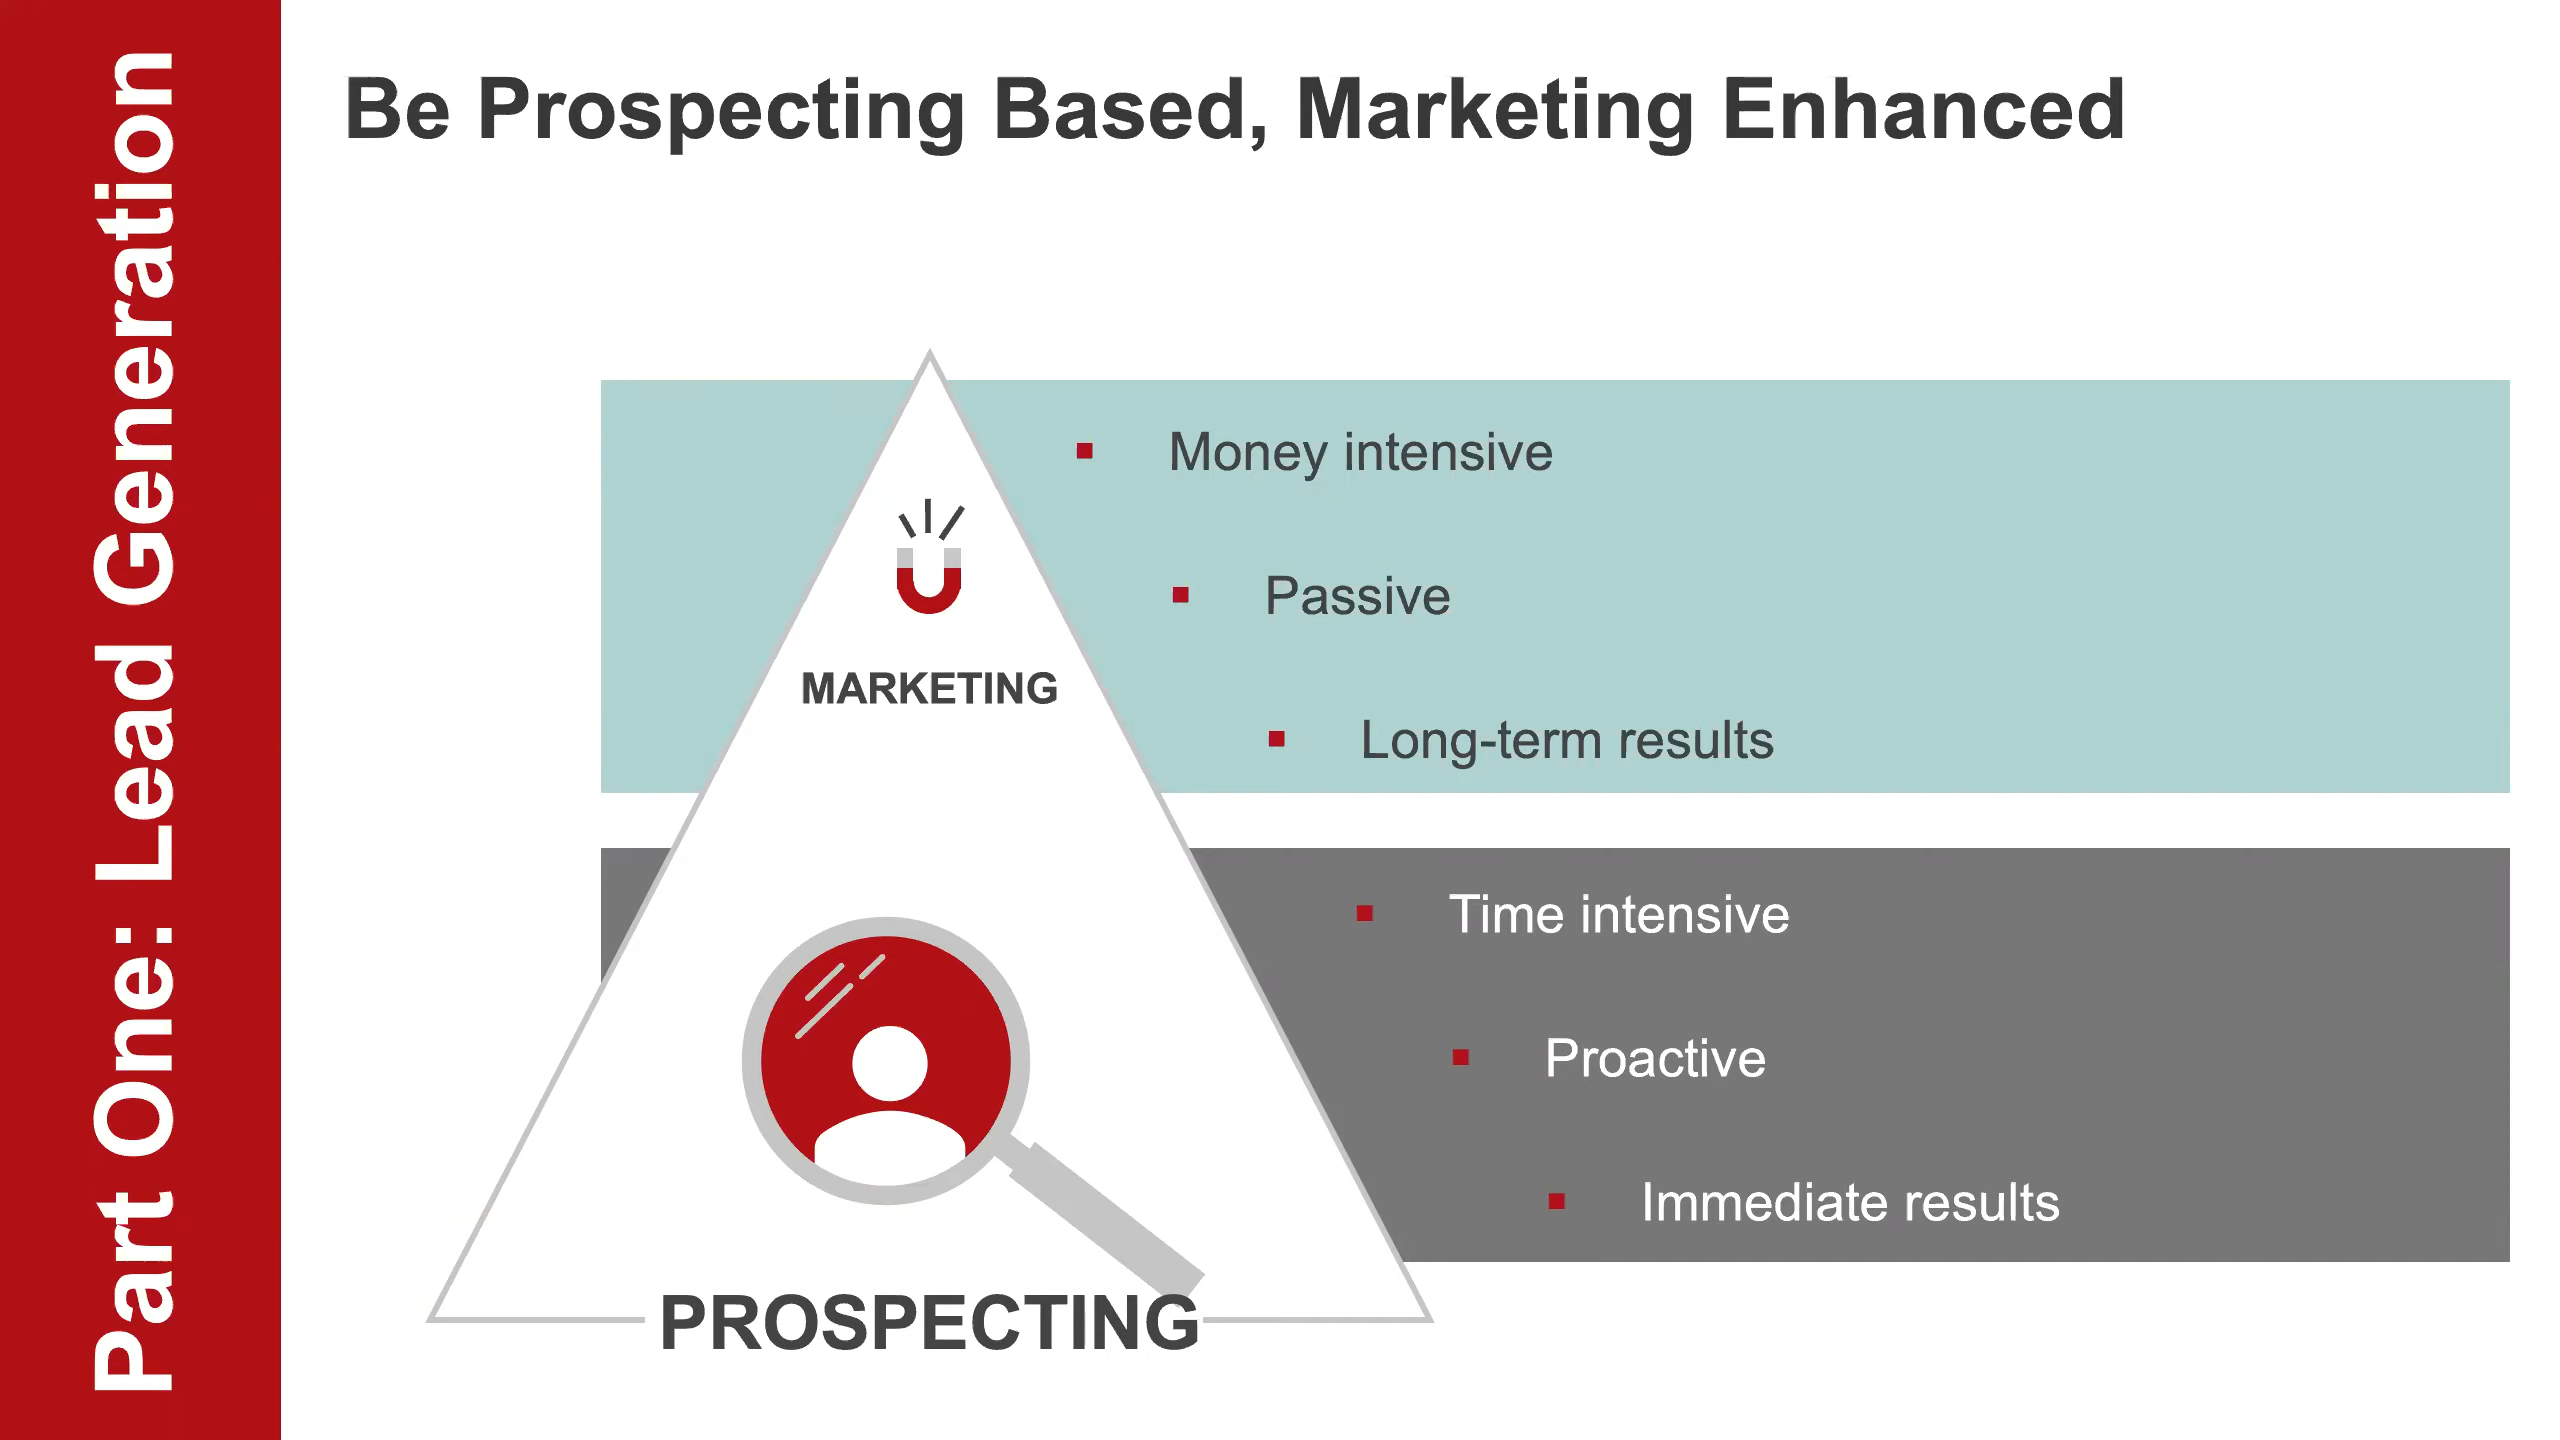 Part One: Lead Generation
Be Prospecting Based, Marketing Enhanced
MARKETING
Money intensive
Passive
Long-term results
PROSPECTING
Time intensive
Proactive
Immediate results